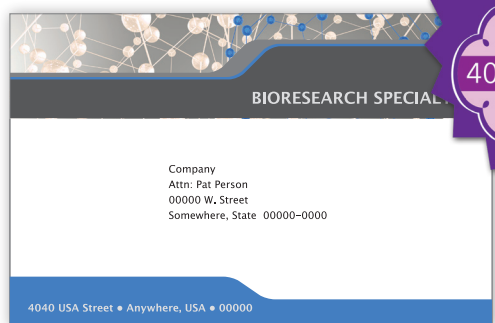 40
BIORESEARCH SPECIAL
Company
Attn: Pat Person
00000 W. Street
Somewhere, State 00000-0000
4040 USA Street • Anywhere, USA • 00000